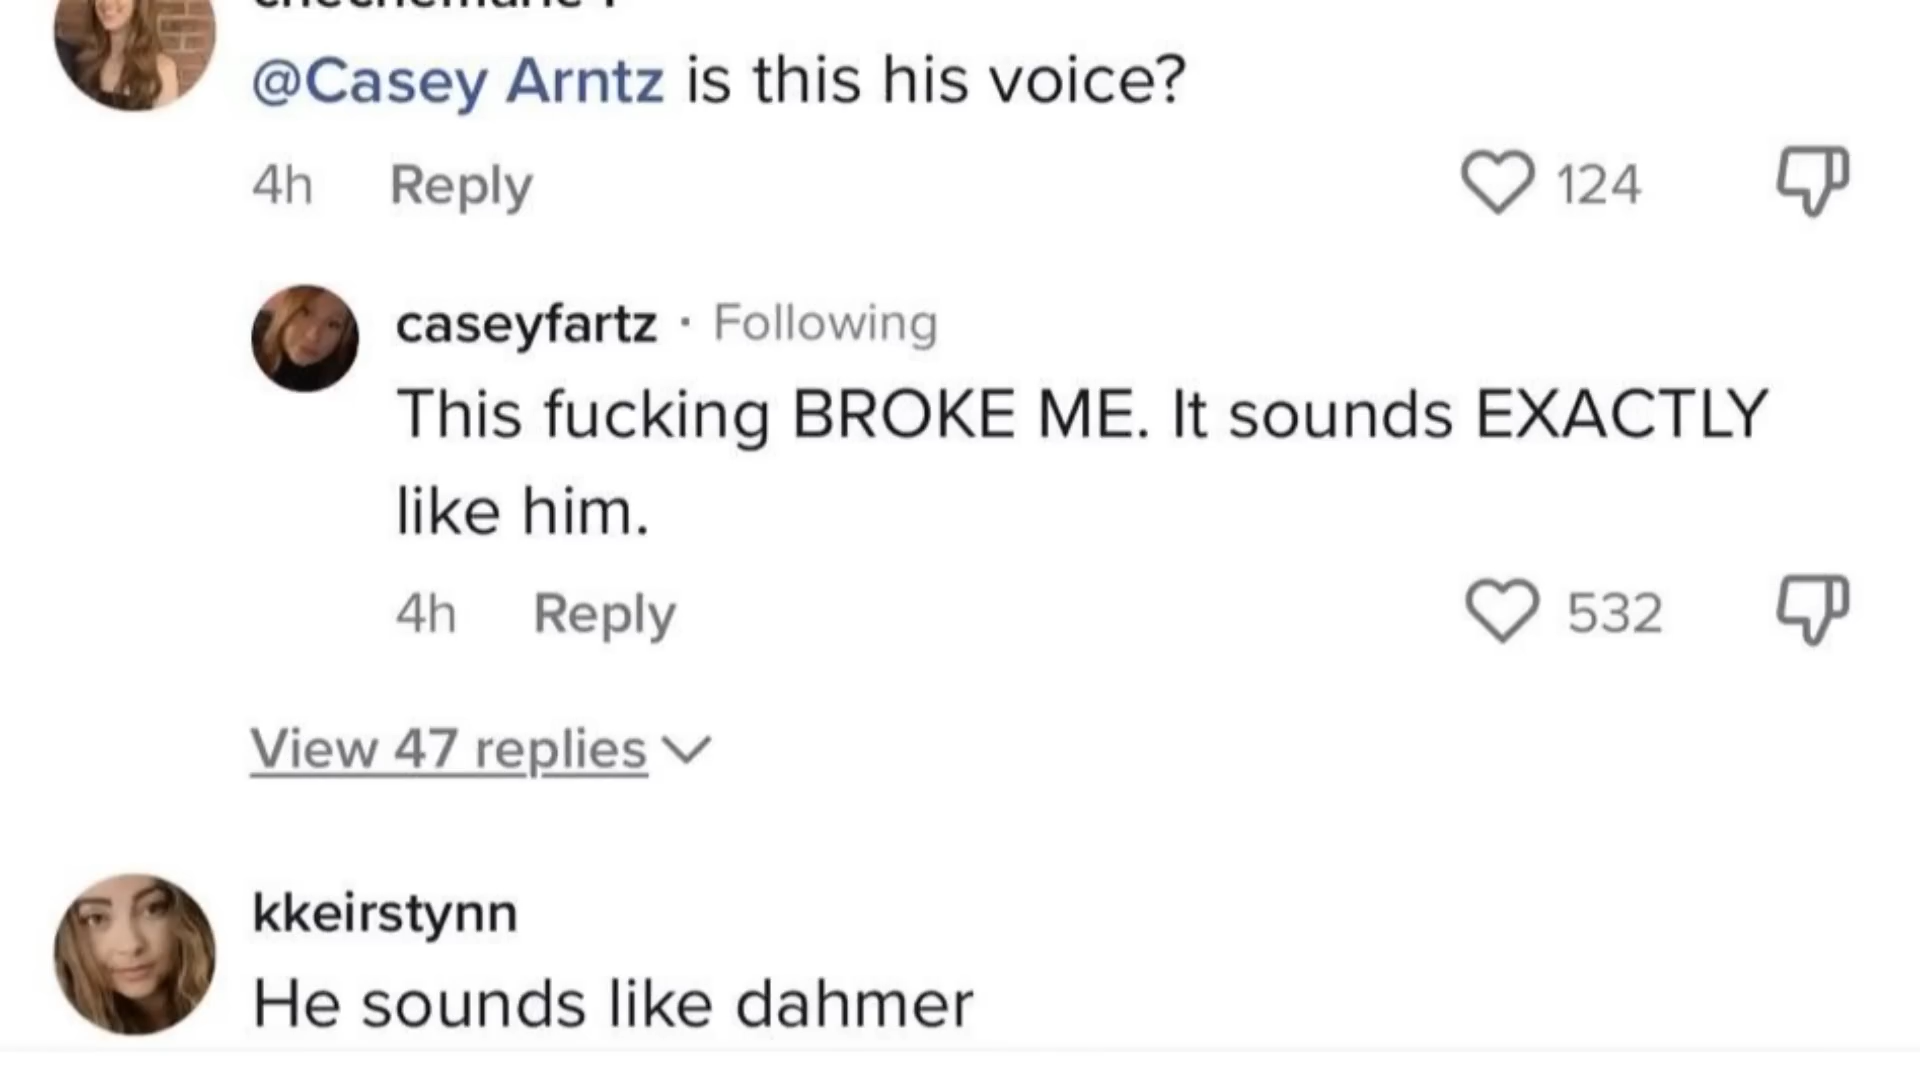 @Casey Arntz is this his voice?
4h Reply 124
caseyfartz · Following
This fucking BROKE ME. It sounds EXACTLY
like him.
4h Reply 532
View 47 replies
kkeirstynn
He sounds like dahmer